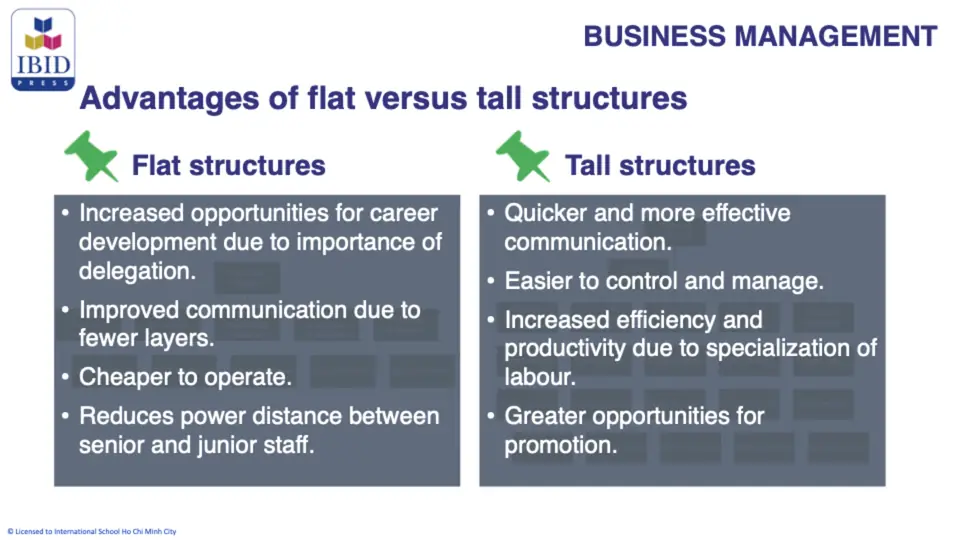 IBID
PRESS
BUSINESS MANAGEMENT
Advantages of flat versus tall structures
Flat structures
• Increased opportunities for career
development due to importance of
delegation.
• Improved communication due to
fewer layers.
• Cheaper to operate.
• Reduces power distance between
senior and junior staff.
Tall structures
• Quicker and more effective
communication.
• Easier to control and manage.
• Increased efficiency and
productivity due to specialization of
labour.
• Greater opportunities for
promotion.
© Licensed to International School Ho Chi Minh City